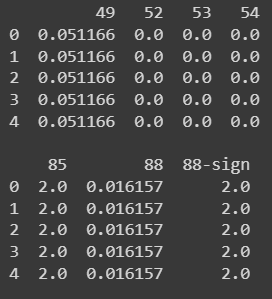 49 52 53 54
0 0.051166 0.0 0.0 0.0
1 0.051166 0.0 0.0 0.0
2 0.051166 0.0 0.0 0.0
3 0.051166 0.0 0.0 0.0
4 0.051166 0.0 0.0 0.0
85 88 88-sign
0 2.0 0.016157 2.0
1 2.0 0.016157 2.0
2 2.0 0.016157 2.0
3 2.0 0.016157 2.0
4 2.0 0.016157 2.0